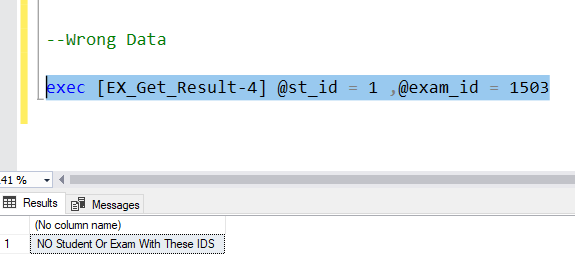 --Wrong Data
exec [EX_Get_Result-4] @st_id = 1 ,@exam_id = 1503
41 %
Results Messages
(No column name)
1 NO Student Or Exam With These IDS